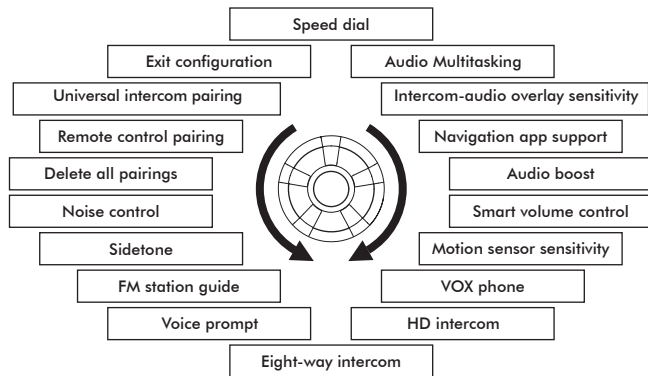 Speed dial
Exit configuration
Audio Multitasking
Universal intercom pairing
Intercom-audio overlay sensitivity
Remote control pairing
Navigation app support
Delete all pairings
Audio boost
Noise control
Smart volume control
Sidetone
Motion sensor sensitivity
FM station guide
VOX phone
Voice prompt
HD intercom
Eight-way intercom